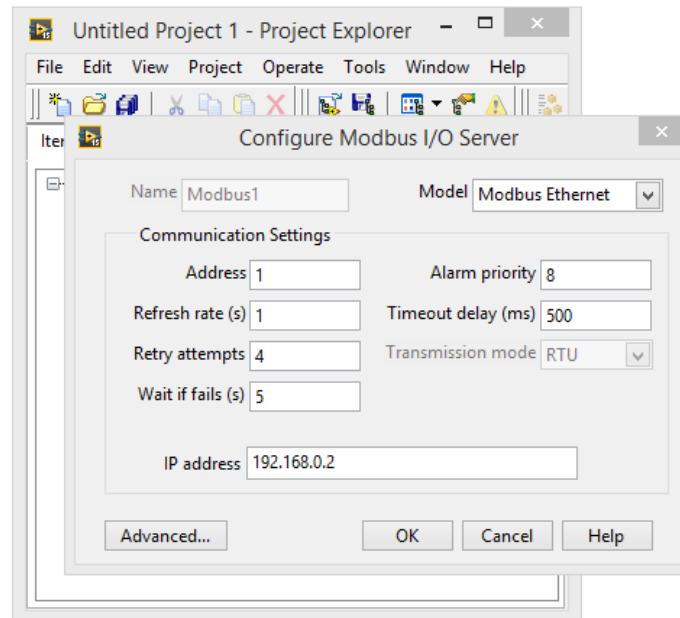 Untitled Project 1 - Project Explorer
File Edit View Project Operate Tools Window Help
Configure Modbus I/O Server
Name Modbus1 Model Modbus Ethernet
Communication Settings
Address 1 Alarm priority 8
Refresh rate (s) 1 Timeout delay (ms) 500
Retry attempts 4 Transmission mode RTU
Wait if fails (s) 5
IP address 192.168.0.2
Advanced... OK Cancel Help